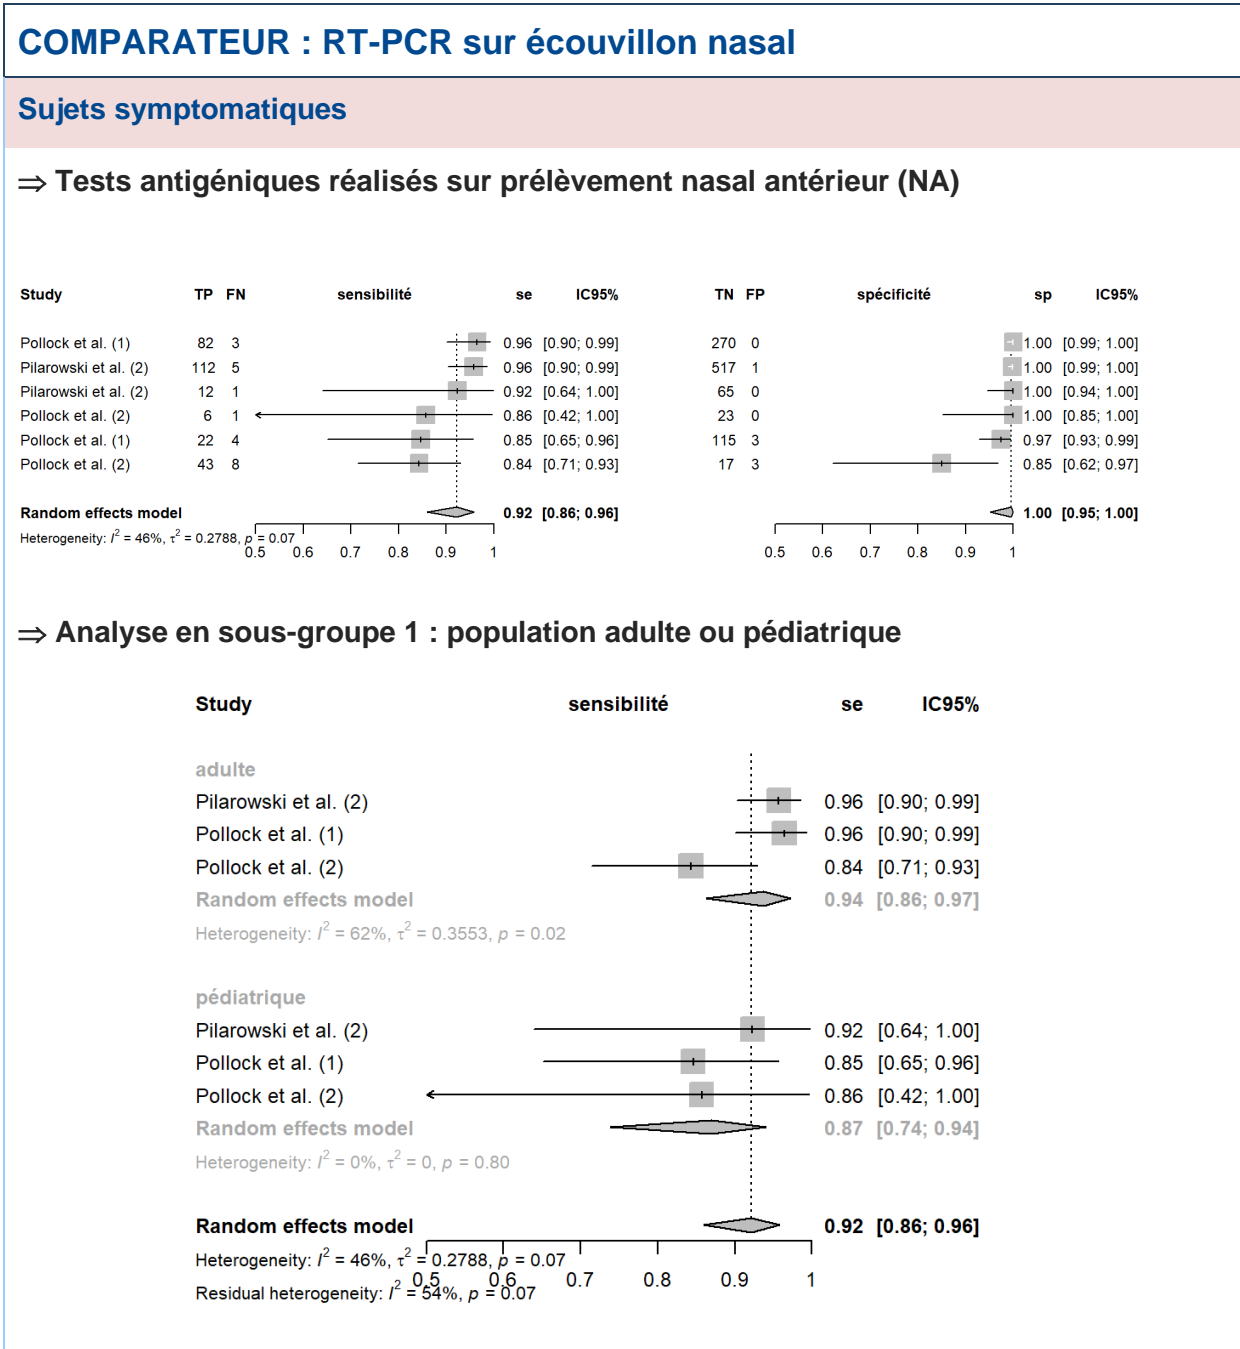 COMPARATEUR : RT-PCR sur écouvillon nasal
Sujets symptomatiques
⇒ Tests antigéniques réalisés sur prélèvement nasal antérieur (NA)
Study TP FN sensibilité se IC95% TN FP spécificité sp IC95%
Pollock et al. (1) 82 3 0.96 [0.90; 0.99] 270 0 1.00 [0.99; 1.00]
Pilarowski et al. (2) 112 5 0.96 [0.90; 0.99] 517 1 1.00 [0.99; 1.00]
Pilarowski et al. (2) 12 1 0.92 [0.64; 1.00] 65 0 1.00 [0.94; 1.00]
Pollock et al. (2) 6 1 0.86 [0.42; 1.00] 23 0 1.00 [0.85; 1.00]
Pollock et al. (1) 22 4 0.85 [0.65; 0.96] 115 3 0.97 [0.93; 0.99]
Pollock et al. (2) 43 8 0.84 [0.71; 0.93] 17 3 0.85 [0.62; 0.97]
Random effects model 0.92 [0.86; 0.96] 1.00 [0.95; 1.00]
Heterogeneity: I² = 46%, τ² = 0.2788, p = 0.07
0.5 0.6 0.7 0.8 0.9 1 0.5 0.6 0.7 0.8 0.9 1
⇒ Analyse en sous-groupe 1 : population adulte ou pédiatrique
Study sensibilité se IC95%
adulte
Pilarowski et al. (2) 0.96 [0.90; 0.99]
Pollock et al. (1) 0.96 [0.90; 0.99]
Pollock et al. (2) 0.84 [0.71; 0.93]
Random effects model 0.94 [0.86; 0.97]
Heterogeneity: I² = 62%, τ² = 0.3553, p = 0.02
pédiatrique
Pilarowski et al. (2) 0.92 [0.64; 1.00]
Pollock et al. (1) 0.85 [0.65; 0.96]
Pollock et al. (2) 0.86 [0.42; 1.00]
Random effects model 0.87 [0.74; 0.94]
Heterogeneity: I² = 0%, τ² = 0, p = 0.80
Random effects model 0.92 [0.86; 0.96]
Heterogeneity: I² = 46%, τ² = 0.2788, p = 0.07
0.5 0.6 0.7 0.8 0.9 1
Residual heterogeneity: I² = 54%, p = 0.07